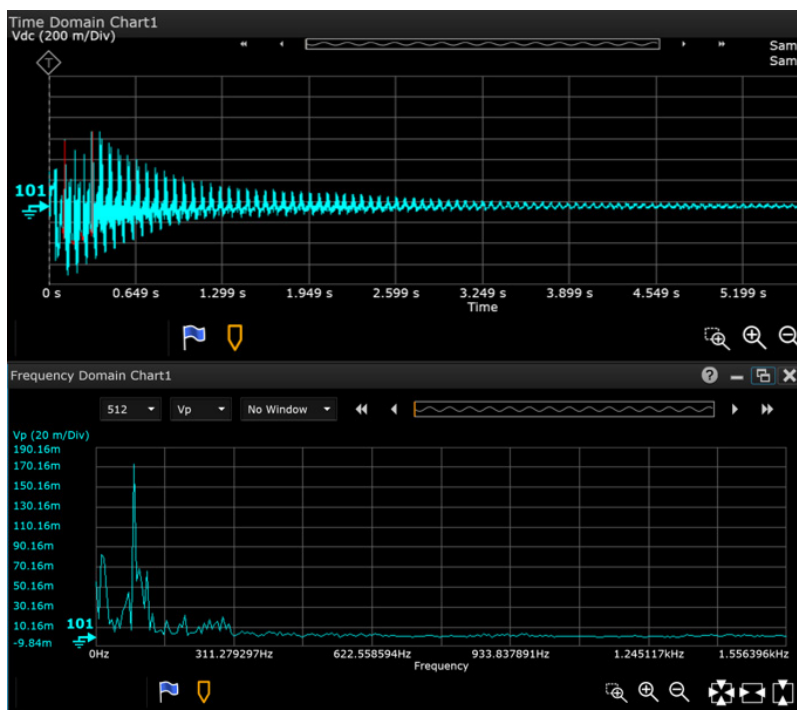 Time Domain Chart1
Vdc (200 m/Div)
Sam
Sam
T
101
0 s 0.649 s 1.299 s 1.949 s 2.599 s 3.249 s 3.899 s 4.549 s 5.199 s
Time
Frequency Domain Chart1
512 Vp No Window
Vp (20 m/Div)
190.16m
170.16m
150.16m
130.16m
110.16m
90.16m
70.16m
50.16m
30.16m
10.16m
101
-9.84m
0Hz 311.279297Hz 622.558594Hz 933.837891Hz 1.245117kHz 1.556396kHz
Frequency